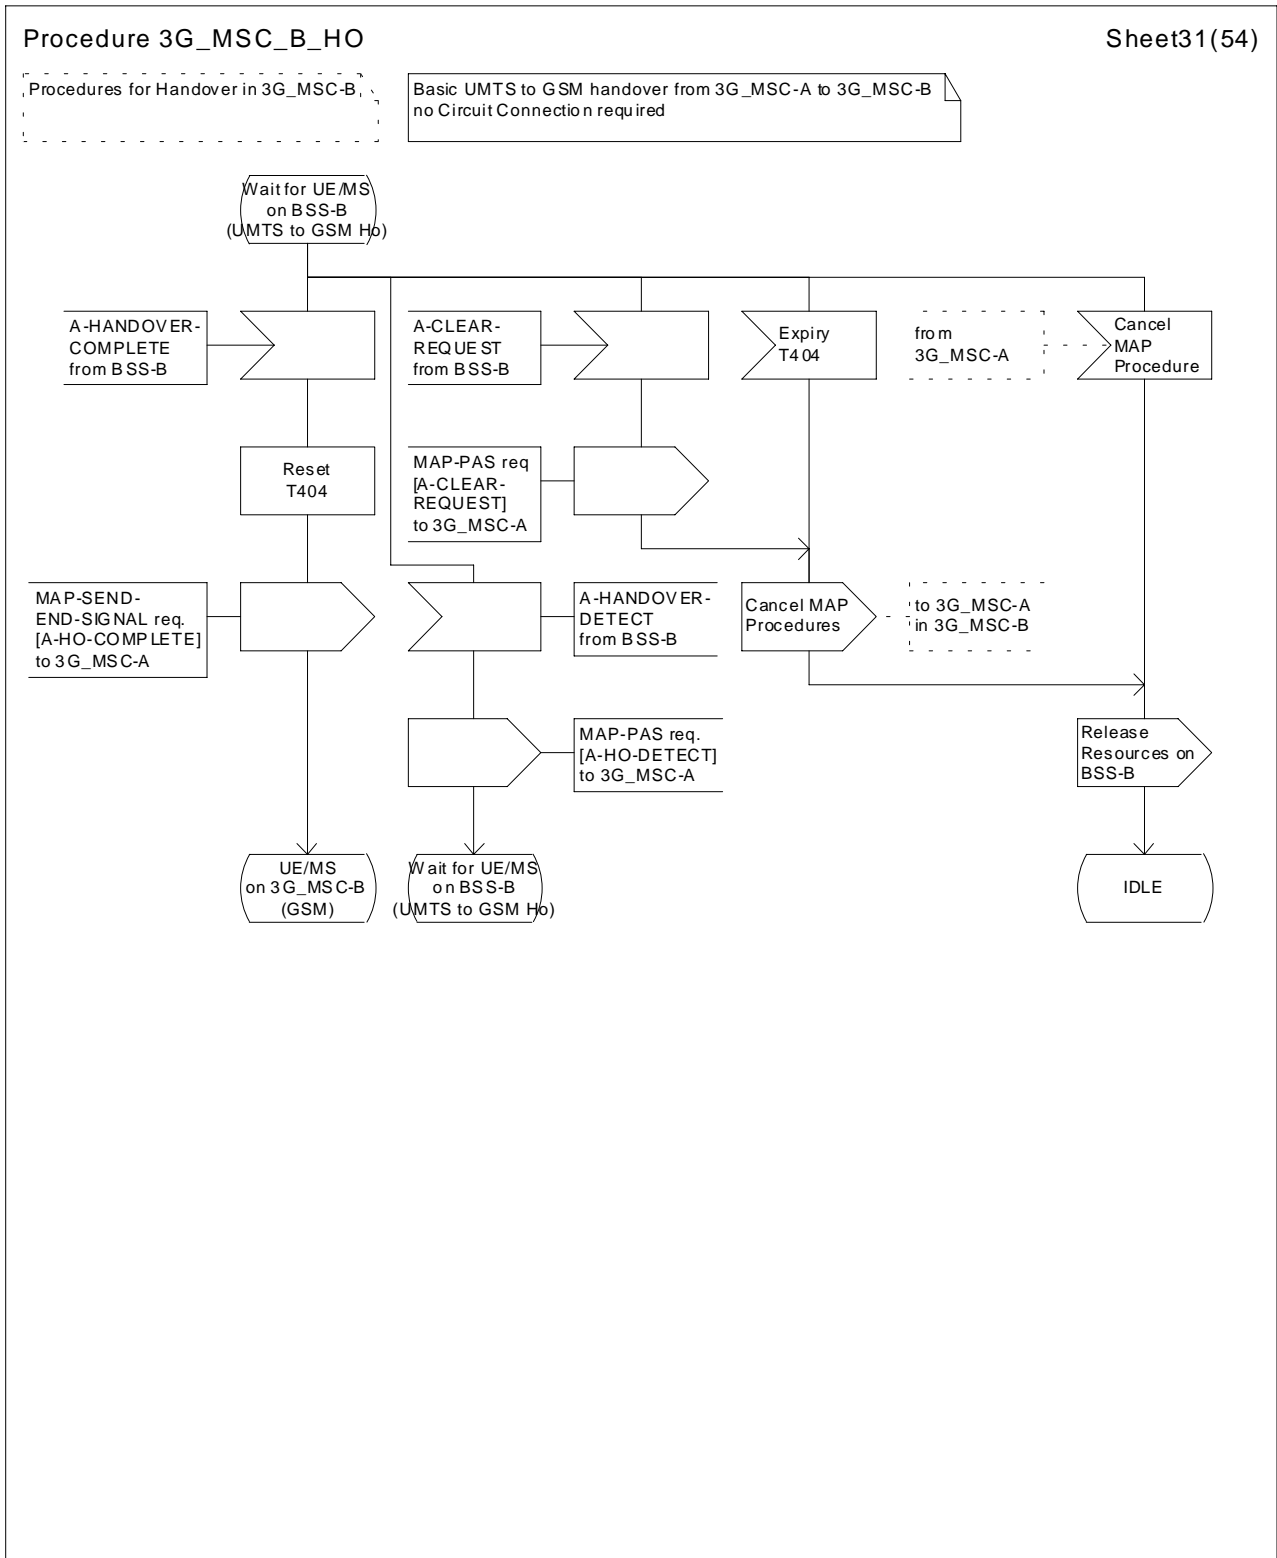 Procedure 3G_MSC_B_HO
Sheet31(54)
Procedures for Handover in 3G_MSC-B
Basic UMTS to GSM handover from 3G_MSC-A to 3G_MSC-B
no Circuit Connection required
Wait for UE/MS
on BSS-B
(UMTS to GSM Ho)
A-HANDOVER-
COMPLETE
from BSS-B
A-CLEAR-
REQUEST
from BSS-B
Expiry
T404
from
3G_MSC-A
Cancel
MAP
Procedure
Reset
T404
MAP-PAS req
[A-CLEAR-
REQUEST]
to 3G_MSC-A
MAP-SEND-
END-SIGNAL req.
[A-HO-COMPLETE]
to 3G_MSC-A
A-HANDOVER-
DETECT
from BSS-B
Cancel MAP
Procedures
to 3G_MSC-A
in 3G_MSC-B
MAP-PAS req.
[A-HO-DETECT]
to 3G_MSC-A
Release
Resources on
BSS-B
UE/MS
on 3G_MSC-B
(GSM)
Wait for UE/MS
on BSS-B
(UMTS to GSM Ho)
IDLE